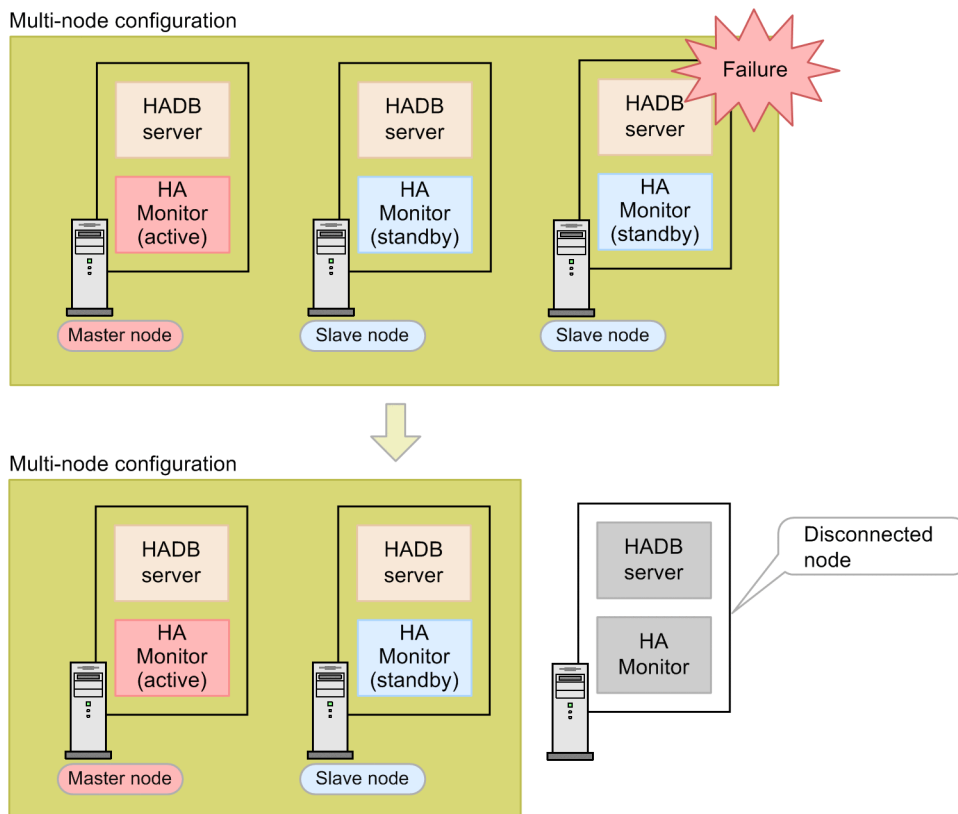 Multi-node configuration
Failure
HADB
server
HADB
server
HADB
server
HA
Monitor
(active)
HA
Monitor
(standby)
HA
Monitor
(standby)
Master node
Slave node
Slave node
Multi-node configuration
HADB
server
HADB
server
HADB
server
Disconnected
node
HA
Monitor
(active)
HA
Monitor
(standby)
HA
Monitor
Master node
Slave node